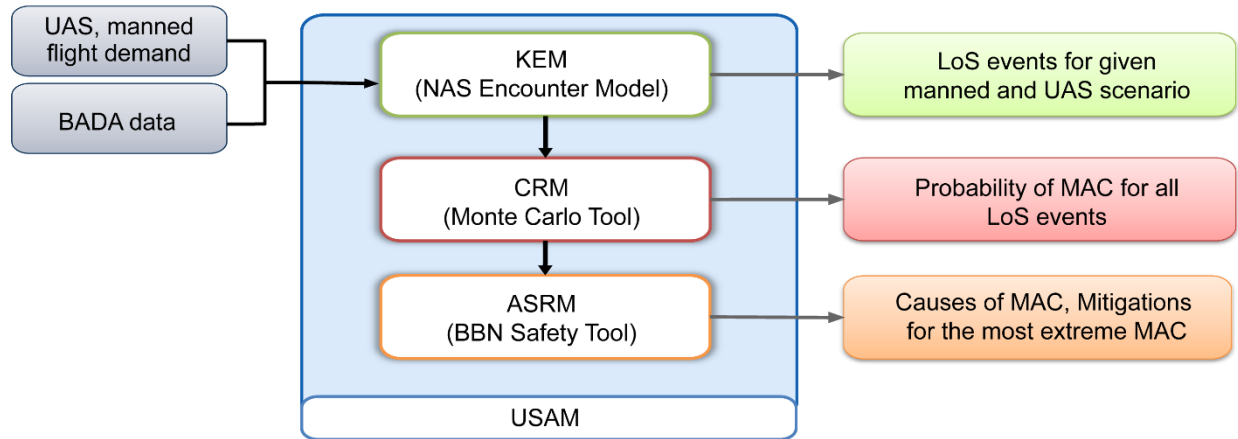 UAS, manned
flight demand
BADA data
KEM
(NAS Encounter Model)
CRM
(Monte Carlo Tool)
ASRM
(BBN Safety Tool)
USAM
LoS events for given
manned and UAS scenario
Probability of MAC for all
LoS events
Causes of MAC, Mitigations
for the most extreme MAC